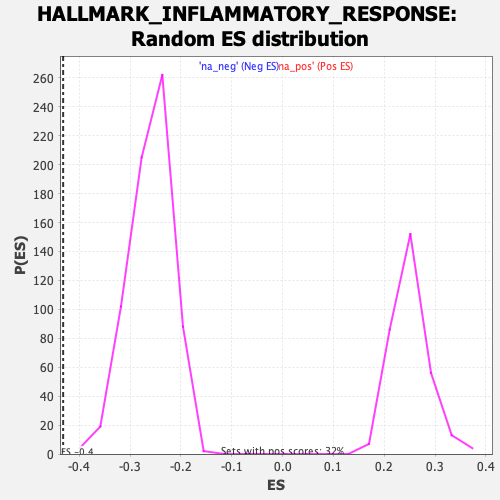 HALLMARK_INFLAMMATORY_RESPONSE:
Random ES distribution
'na_neg' (Neg ES)na_pos' (Pos ES)
260
240
220
200
180
160
140
120
100
80
60
40
20
0
P(ES)
ES -0.4
Sets with pos scores: 32%
-0.4 -0.3 -0.2 -0.1 0.0 0.1 0.2 0.3 0.4
ES